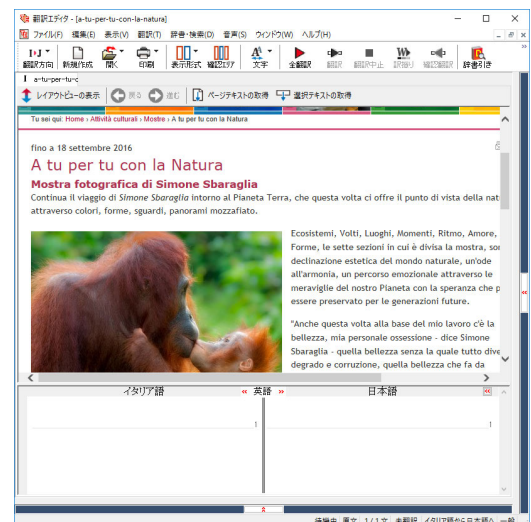 翻訳エディタ - [a-tu-per-tu-con-la-natura]
ファイル(F) 編集(E) 表示(V) 翻訳(T) 辞書・検索(D) 音声(S) ウィンドウ(W) ヘルプ(H)
翻訳方向 新規作成 開く 印刷 表示形式 確認エリア 文字 全翻訳 翻訳 翻訳中止 訳振り 確認翻訳 辞書引き
a-tu-per-tu-c
レイアウトビューの表示 戻る 進む ページテキストの取得 選択テキストの取得
Tu sei qui: Home › Attività culturali › Mostre › A tu per tu con la Natura
fino a 18 settembre 2016
A tu per tu con la Natura
Mostra fotografica di Simone Sbaraglia
Continua il viaggio di Simone Sbaraglia intorno al Pianeta Terra, che questa volta ci offre il punto di vista della nat
attraverso colori, forme, sguardi, panorami mozzafiato.
Ecosistemi, Volti, Luoghi, Momenti, Ritmo, Amore,
Forme, le sette sezioni in cui è divisa la mostra, sor
declinazione estetica del mondo naturale, un'ode
all'armonia, un percorso emozionale attraverso le
meraviglie del nostro Pianeta con la speranza che p
essere preservato per le generazioni future.
"Anche questa volta alla base del mio lavoro c'è la
bellezza, mia personale ossessione - dice Simone
Sbaraglia - quella bellezza senza la quale tutto dive
degrado e corruzione, quella bellezza che fa da
イタリア語 « 英語 » 日本語 «
1 1
待機中 原文 1/1文 未翻訳 イタリア語から日本語へ 一般